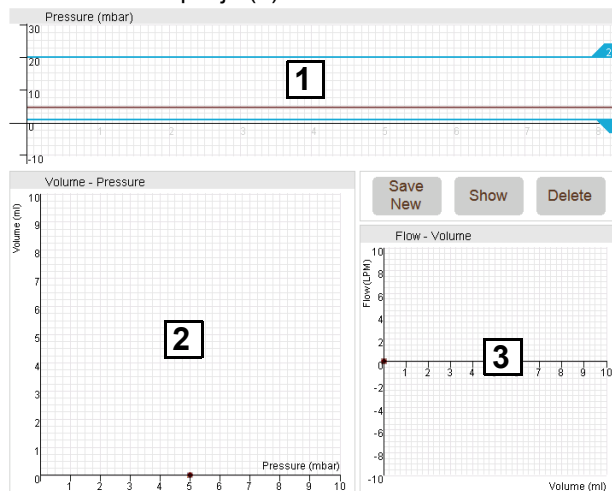 Pressure (mbar)
30
20
2
1
10
0
1 2 3 4 5 6 7 8
-10
Volume - Pressure
Save
New
Show
Delete
Flow - Volume
Volume (ml)
10
9
8
7
6
5
4
3
2
1
0
2
Pressure (mbar)
1 2 3 4 5 6 7 8 9 10
Flow (LPM)
10
8
6
4
2
0
-2
-4
-6
-8
-10
3
1 2 3 4 7 8 9 10
Volume (ml)